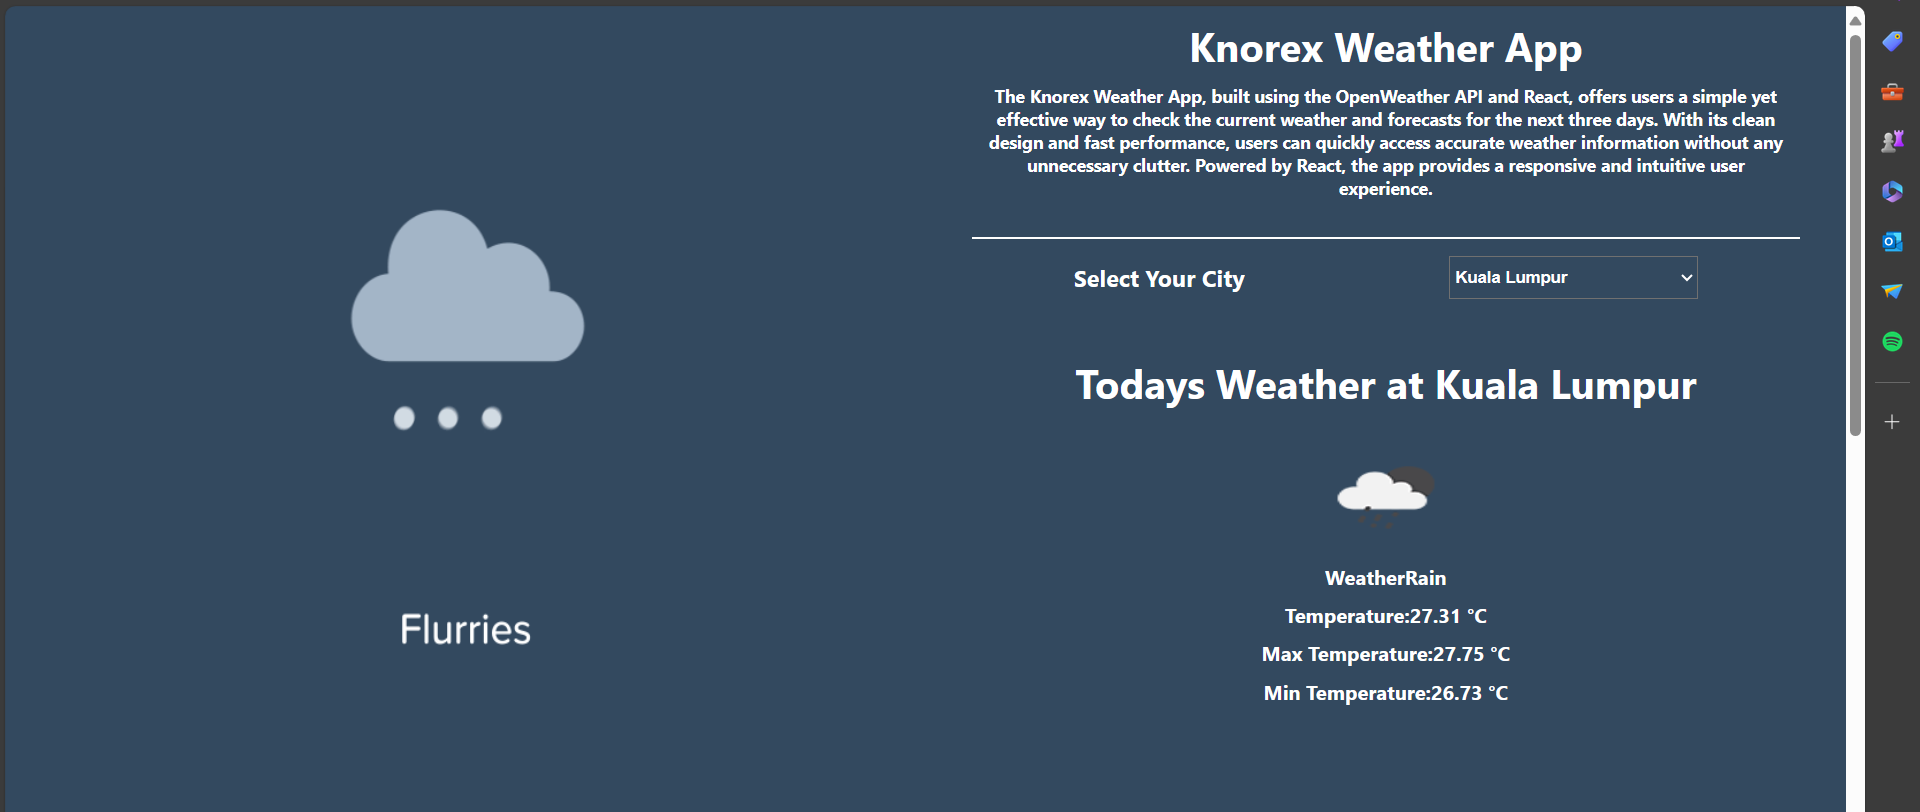 Knorex Weather App
The Knorex Weather App, built using the OpenWeather API and React, offers users a simple yet
effective way to check the current weather and forecasts for the next three days. With its clean
design and fast performance, users can quickly access accurate weather information without any
unnecessary clutter. Powered by React, the app provides a responsive and intuitive user
experience.
Select Your City
Kuala Lumpur
Todays Weather at Kuala Lumpur
WeatherRain
Temperature:27.31 °C
Max Temperature:27.75 °C
Min Temperature:26.73 °C
Flurries